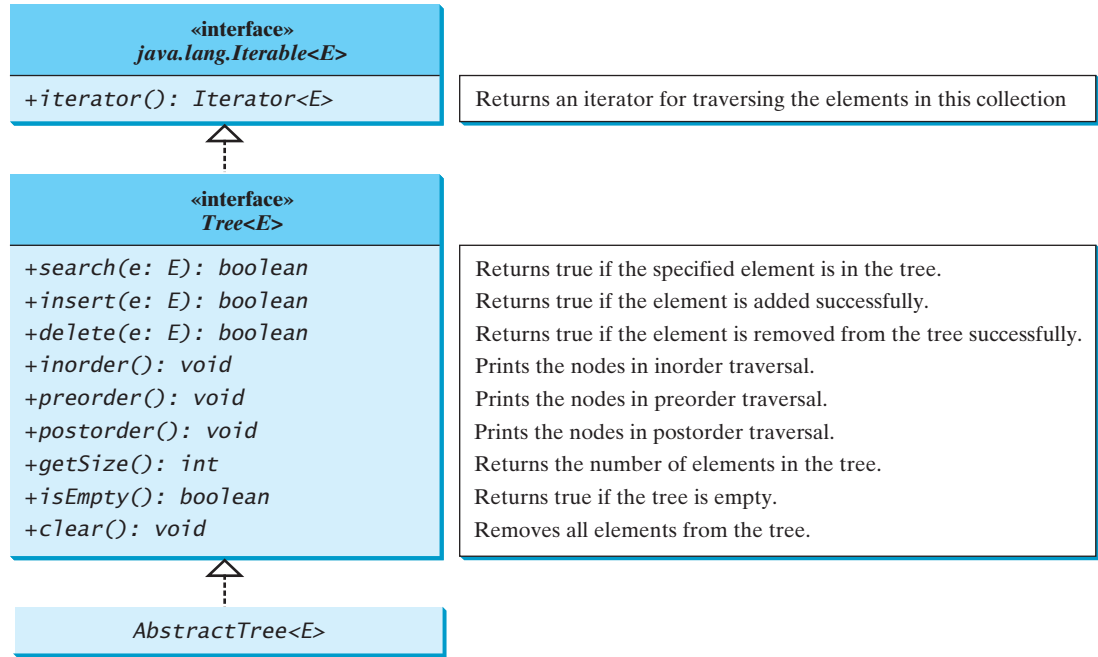 «interface»
java.lang.Iterable<E>
+iterator(): Iterator<E>
Returns an iterator for traversing the elements in this collection
«interface»
Tree<E>
+search(e: E): boolean
Returns true if the specified element is in the tree.
+insert(e: E): boolean
Returns true if the element is added successfully.
+delete(e: E): boolean
Returns true if the element is removed from the tree successfully.
+inorder(): void
Prints the nodes in inorder traversal.
+preorder(): void
Prints the nodes in preorder traversal.
+postorder(): void
Prints the nodes in postorder traversal.
+getSize(): int
Returns the number of elements in the tree.
+isEmpty(): boolean
Returns true if the tree is empty.
+clear(): void
Removes all elements from the tree.
AbstractTree<E>